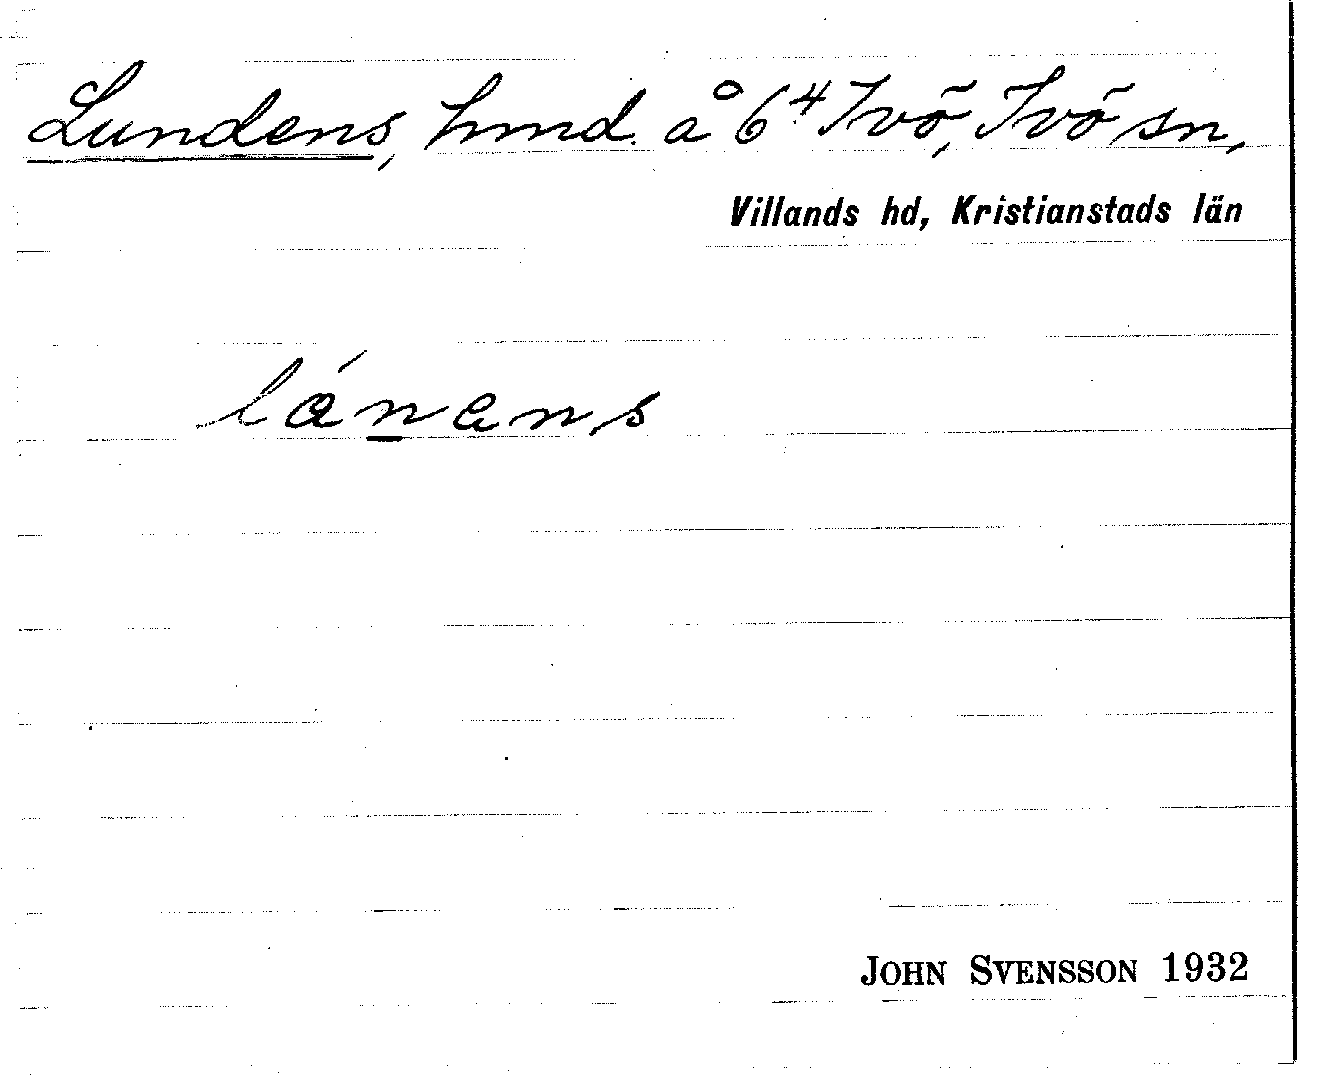 Lundens, hmd. å 6⁴ Ivö, Ivö sn,
Villands hd, Kristianstads län
lánans
JOHN SVENSSON 1932